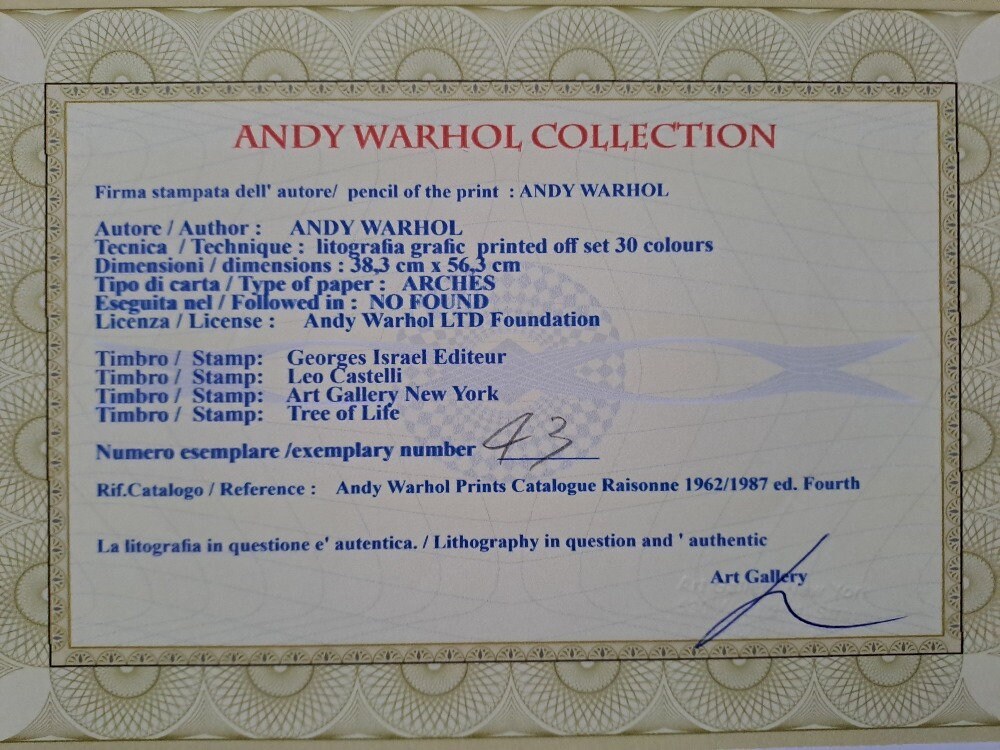 ANDY WARHOL COLLECTION
Firma stampata dell' autore/ pencil of the print : ANDY WARHOL
Autore / Author : ANDY WARHOL
Tecnica / Technique : litografia grafic printed off set 30 colours
Dimensioni / dimensions : 38,3 cm x 56,3 cm
Tipo di carta / Type of paper : ARCHES
Eseguita nel / Followed in : NO FOUND
Licenza / License : Andy Warhol LTD Foundation
Timbro / Stamp: Georges Israel Editeur
Timbro / Stamp: Leo Castelli
Timbro / Stamp: Art Gallery New York
Timbro / Stamp: Tree of Life
Numero esemplare /exemplary number 43
Rif.Catalogo / Reference : Andy Warhol Prints Catalogue Raisonne 1962/1987 ed. Fourth
La litografia in questione e' autentica. / Lithography in question and ' authentic
Art Gallery